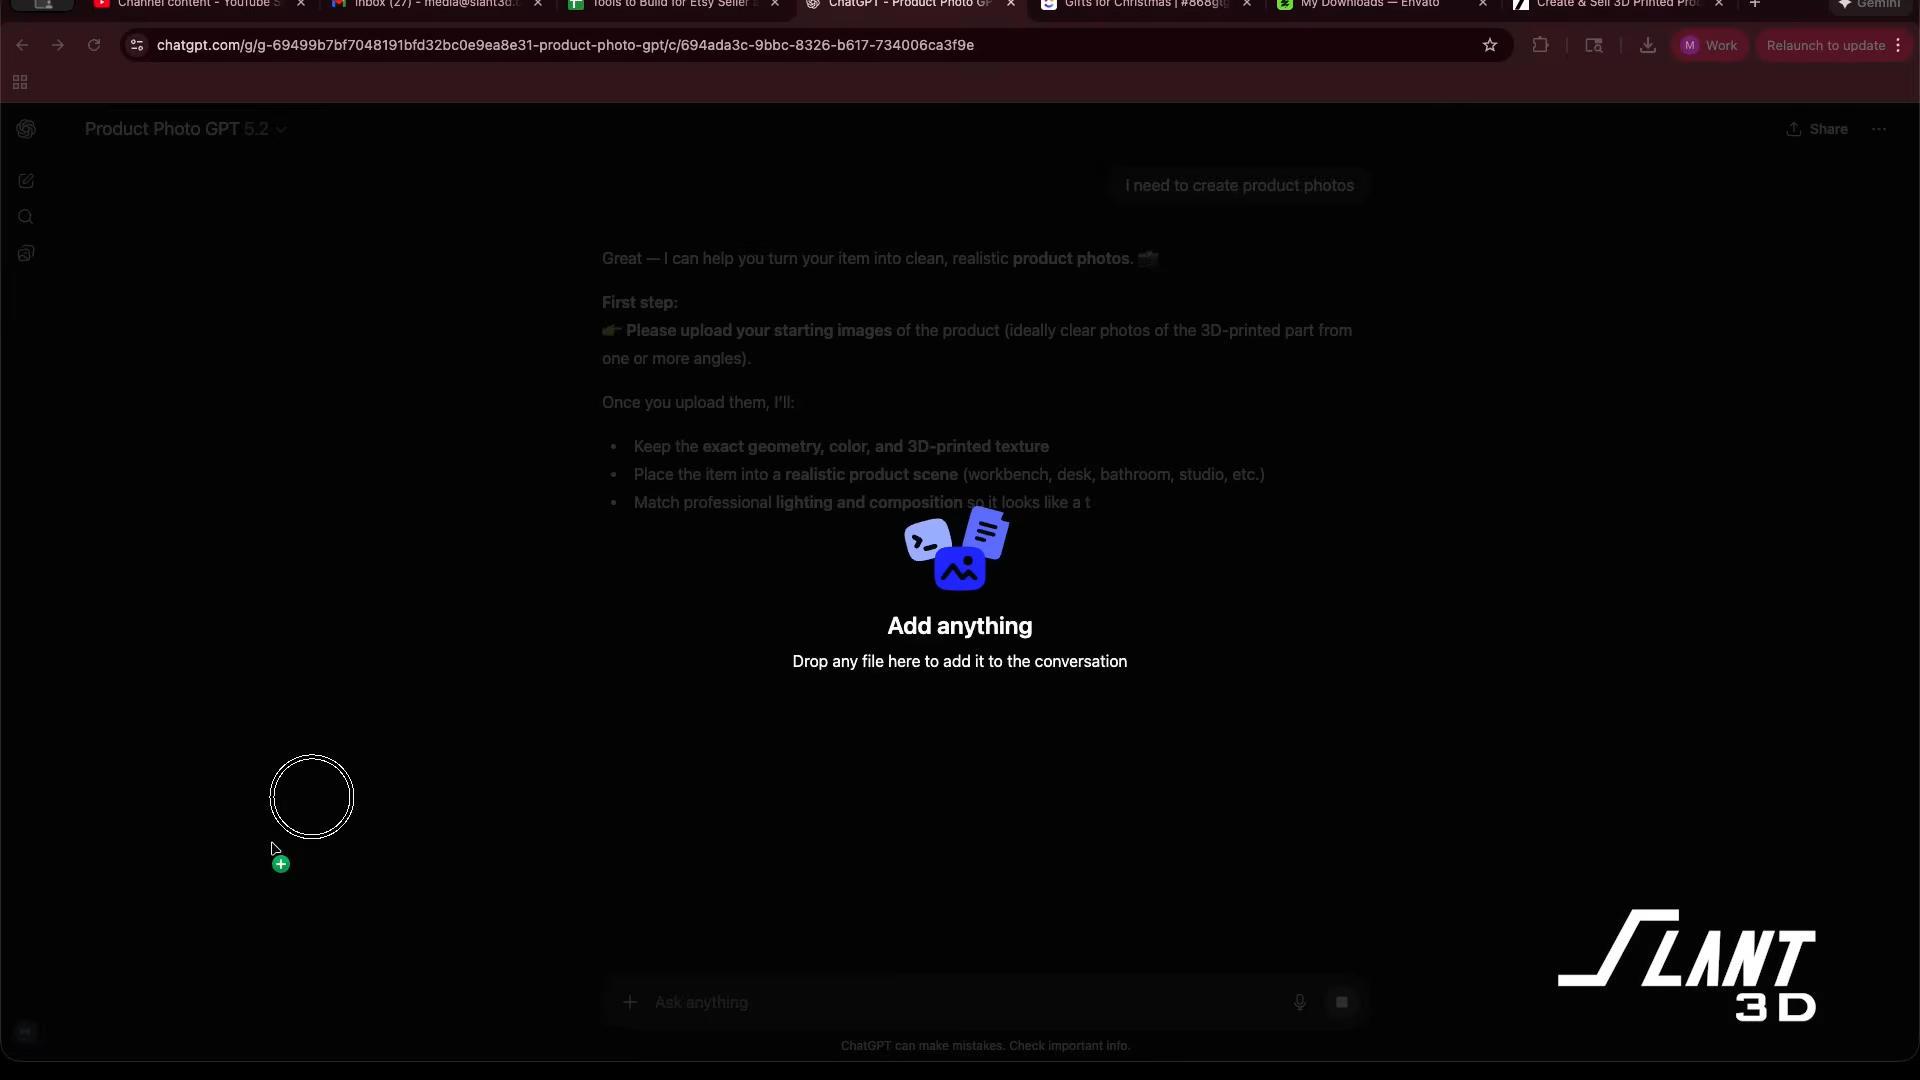 Channel content - YouTube S
Inbox (27) - media@slant3d.c
Tools to Build for Etsy Seller a
ChatGPT - Product Photo GP
Gifts for Christmas | #868gtg
My Downloads — Envato
Create & Sell 3D Printed Prod
Gemini
chatgpt.com/g/g-69499b7bf7048191bfd32bc0e9ea8e31-product-photo-gpt/c/694ada3c-9bbc-8326-b617-734006ca3f9e
M Work
Relaunch to update
Product Photo GPT 5.2
Share
i need to create product photos
Great — I can help you turn your item into clean, realistic product photos.
First step:
Please upload your starting images of the product (ideally clear photos of the 3D-printed part from
one or more angles).
Once you upload them, I'll:
• Keep the exact geometry, color, and 3D-printed texture
• Place the item into a realistic product scene (workbench, desk, bathroom, studio, etc.)
• Match professional lighting and composition so it looks like a t
Add anything
Drop any file here to add it to the conversation
Ask anything
ChatGPT can make mistakes. Check important info.
SLANT
3D